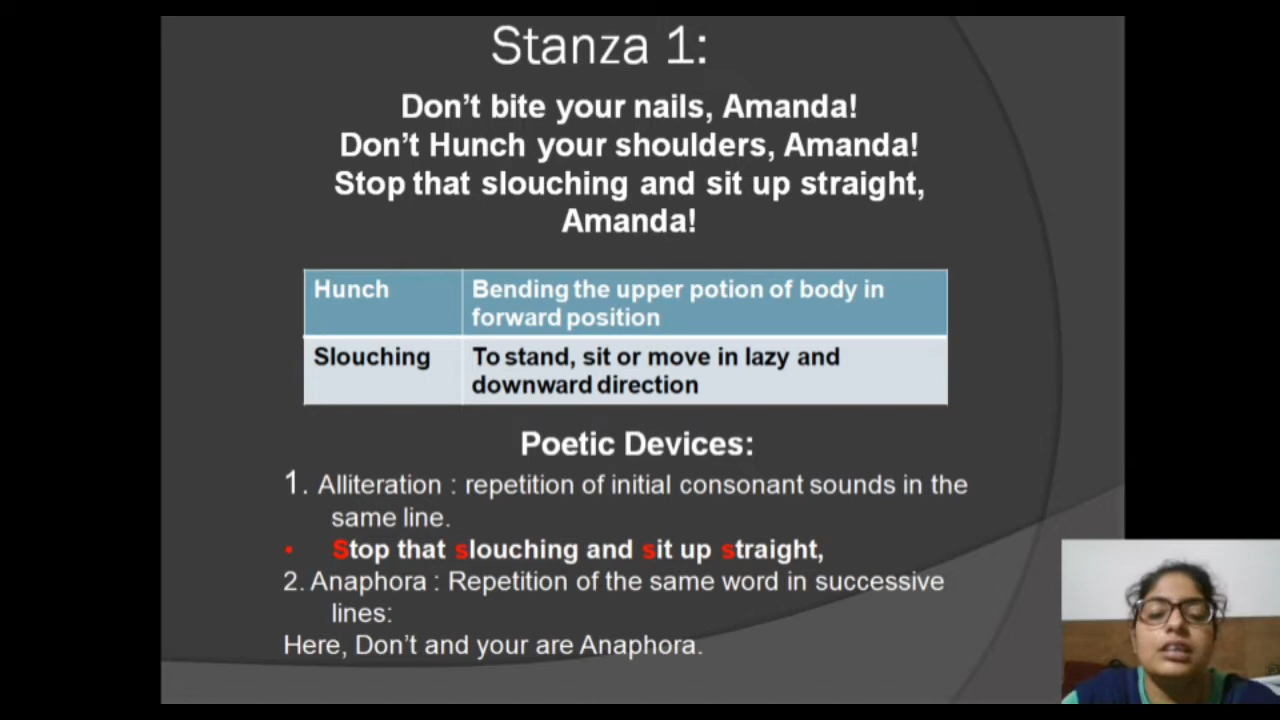 Stanza 1:
Don't bite your nails, Amanda!
Don't Hunch your shoulders, Amanda!
Stop that slouching and sit up straight,
Amanda!
Hunch
Bending the upper potion of body in
forward position
Slouching
To stand, sit or move in lazy and
downward direction
Poetic Devices:
1. Alliteration : repetition of initial consonant sounds in the
same line.
• Stop that slouching and sit up straight,
2. Anaphora : Repetition of the same word in successive
lines:
Here, Don't and your are Anaphora.